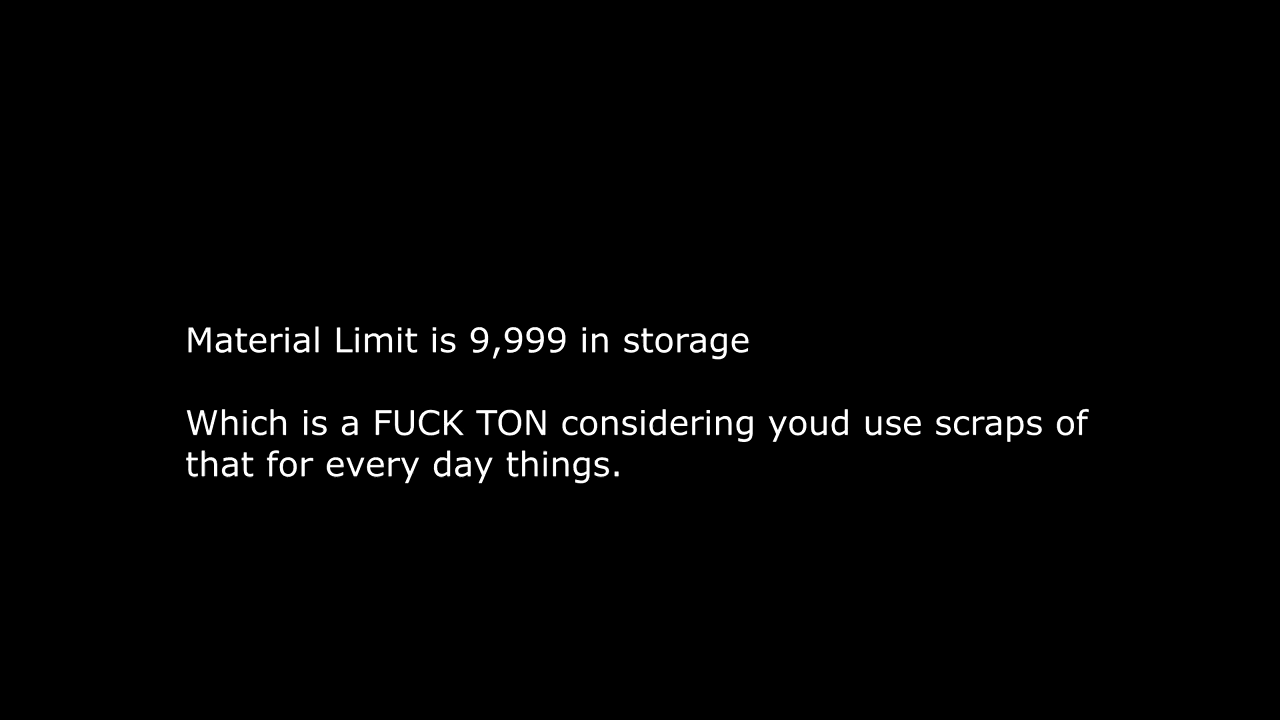 Material Limit is 9,999 in storage
Which is a FUCK TON considering youd use scraps of
that for every day things.